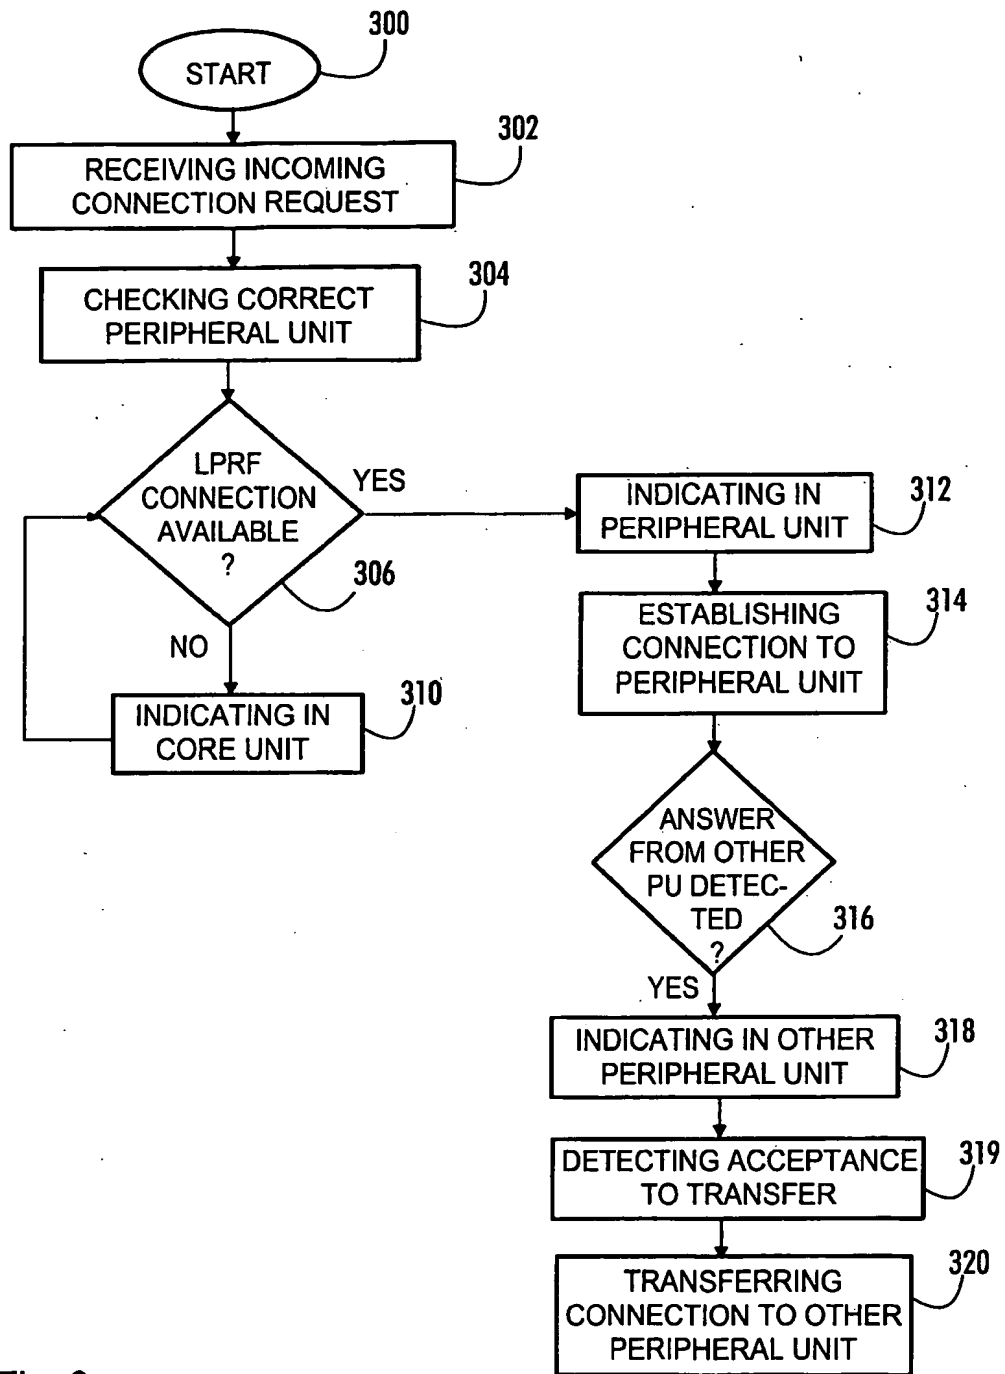 300
START
302
RECEIVING INCOMING
CONNECTION REQUEST
304
CHECKING CORRECT
PERIPHERAL UNIT
LPRF
CONNECTION
AVAILABLE
?
YES
306
NO
310
INDICATING IN
CORE UNIT
312
INDICATING IN
PERIPHERAL UNIT
314
ESTABLISHING
CONNECTION TO
PERIPHERAL UNIT
ANSWER
FROM OTHER
PU DETEC-
TED
?
316
YES
318
INDICATING IN OTHER
PERIPHERAL UNIT
319
DETECTING ACCEPTANCE
TO TRANSFER
320
TRANSFERRING
CONNECTION TO OTHER
PERIPHERAL UNIT